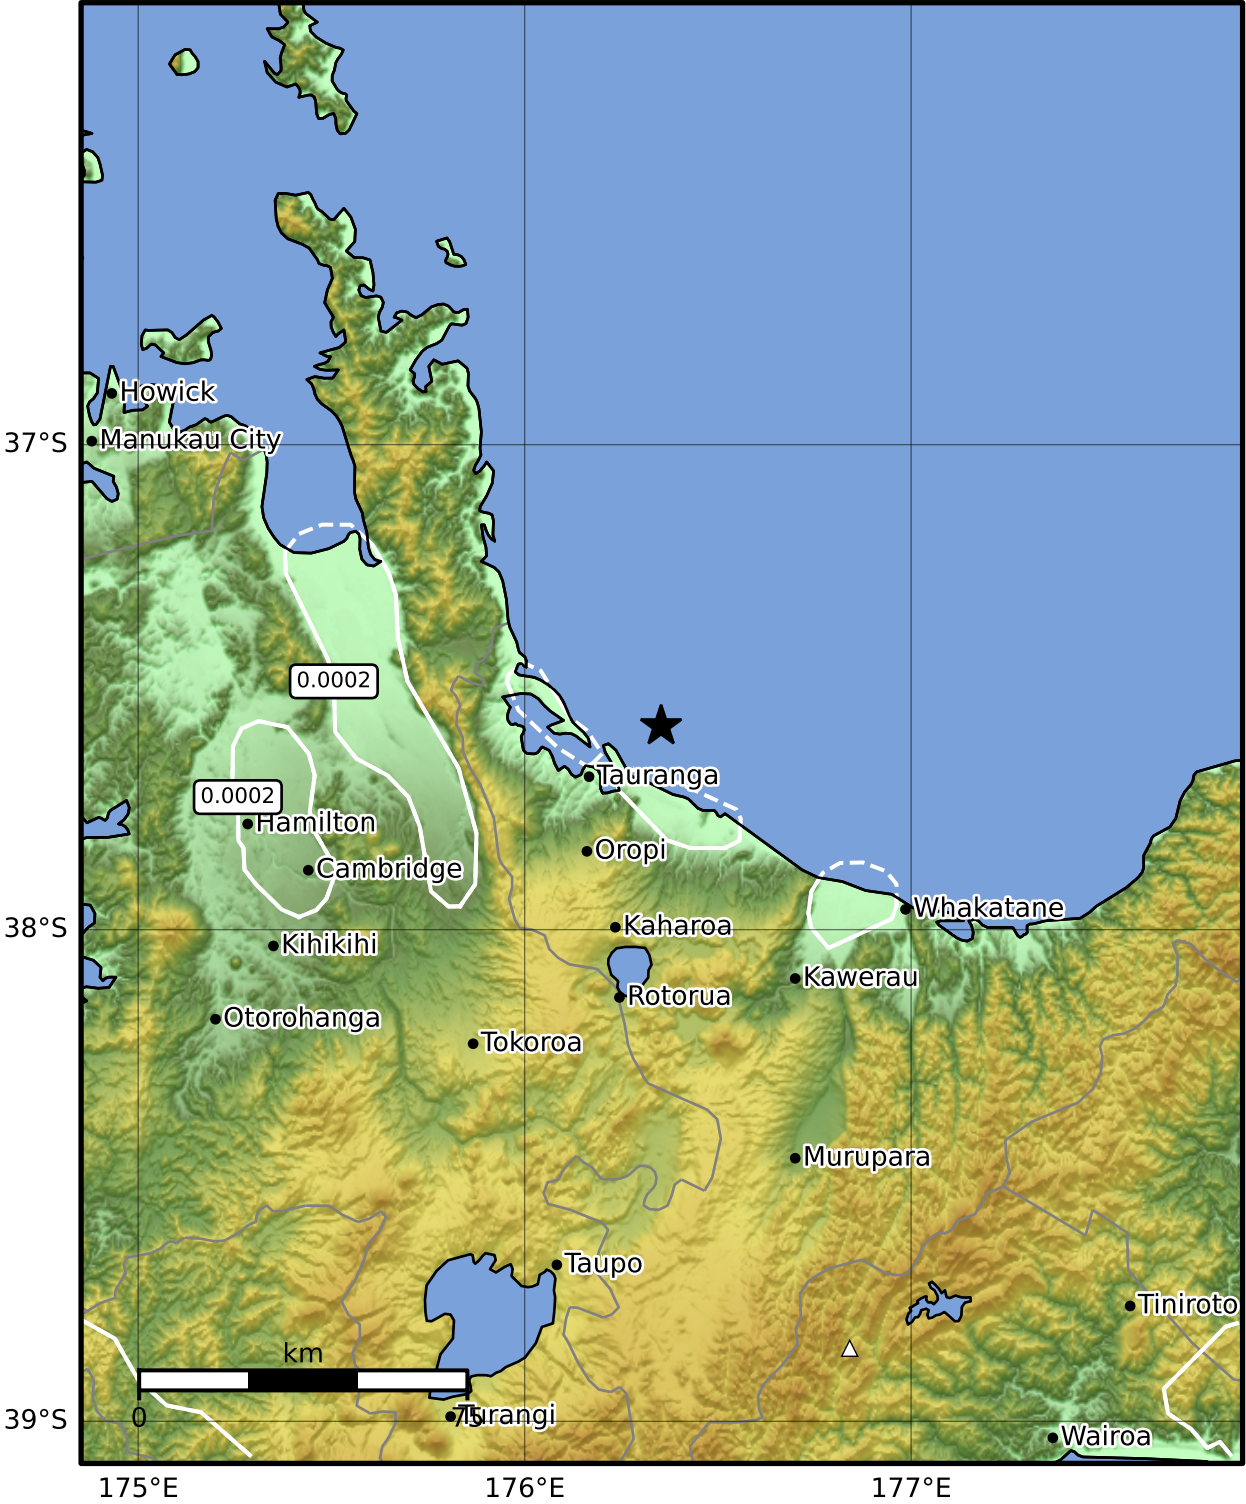 Howick
37°S
Manukau City
0.0002
Tauranga
0.0002
Hamilton
Oropi
Cambridge
38°S
Whakatane
Kaharoa
Kihikihi
Kawerau
Rotorua
Otorohanga
Tokoroa
Murupara
Taupo
Tiniroto
km
0
75
Turangi
39°S
Wairoa
175°E
176°E
177°E